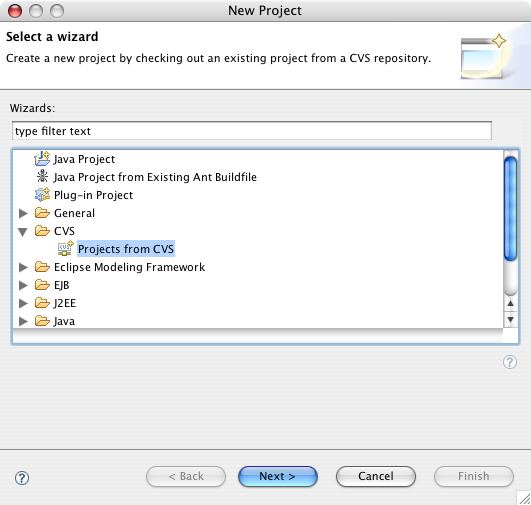 New Project
Select a wizard
Create a new project by checking out an existing project from a CVS repository.
Wizards:
type filter text
Java Project
Java Project from Existing Ant Buildfile
Plug-in Project
General
CVS
Projects from CVS
Eclipse Modeling Framework
EJB
J2EE
Java
?
? < Back Next > Cancel Finish